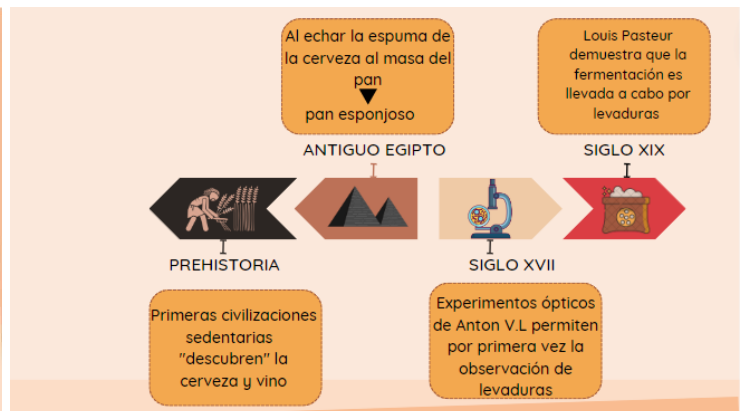 Al echar la espuma de
la cerveza al masa del
pan
pan esponjoso
ANTIGUO EGIPTO
Louis Pasteur
demuestra que la
fermentación es
llevada a cabo por
levaduras
SIGLO XIX
PREHISTORIA
Primeras civilizaciones
sedentarias
"descubren" la
cerveza y vino
SIGLO XVII
Experimentos ópticos
de Anton V.L permiten
por primera vez la
observación de
levaduras